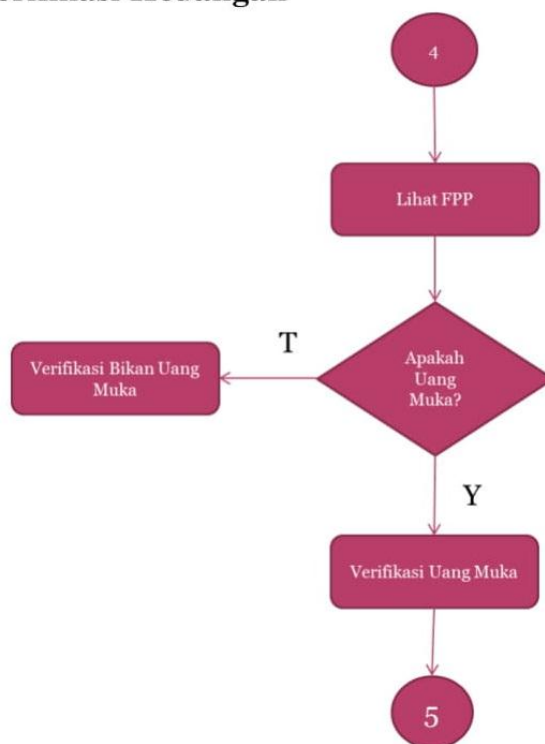 4
Lihat FPP
Apakah
Uang
Muka?
T
Verifikasi Bikan Uang
Muka
Y
Verifikasi Uang Muka
5